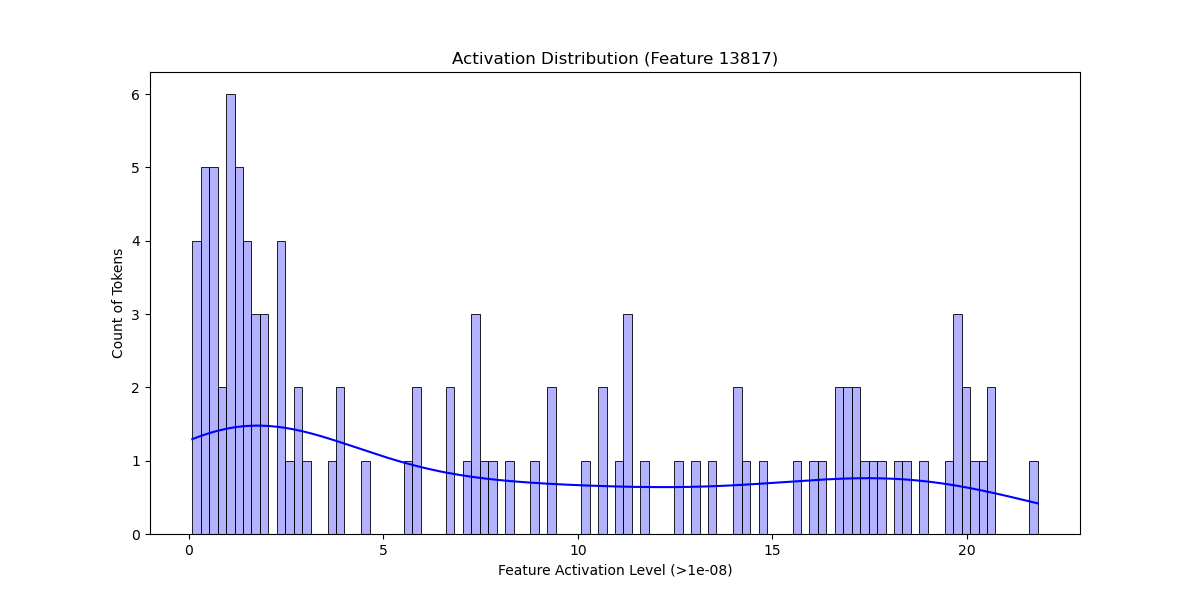 Activation Distribution (Feature 13817)
Count of Tokens
6
5
4
3
2
1
0
0 5 10 15 20
Feature Activation Level (>1e-08)